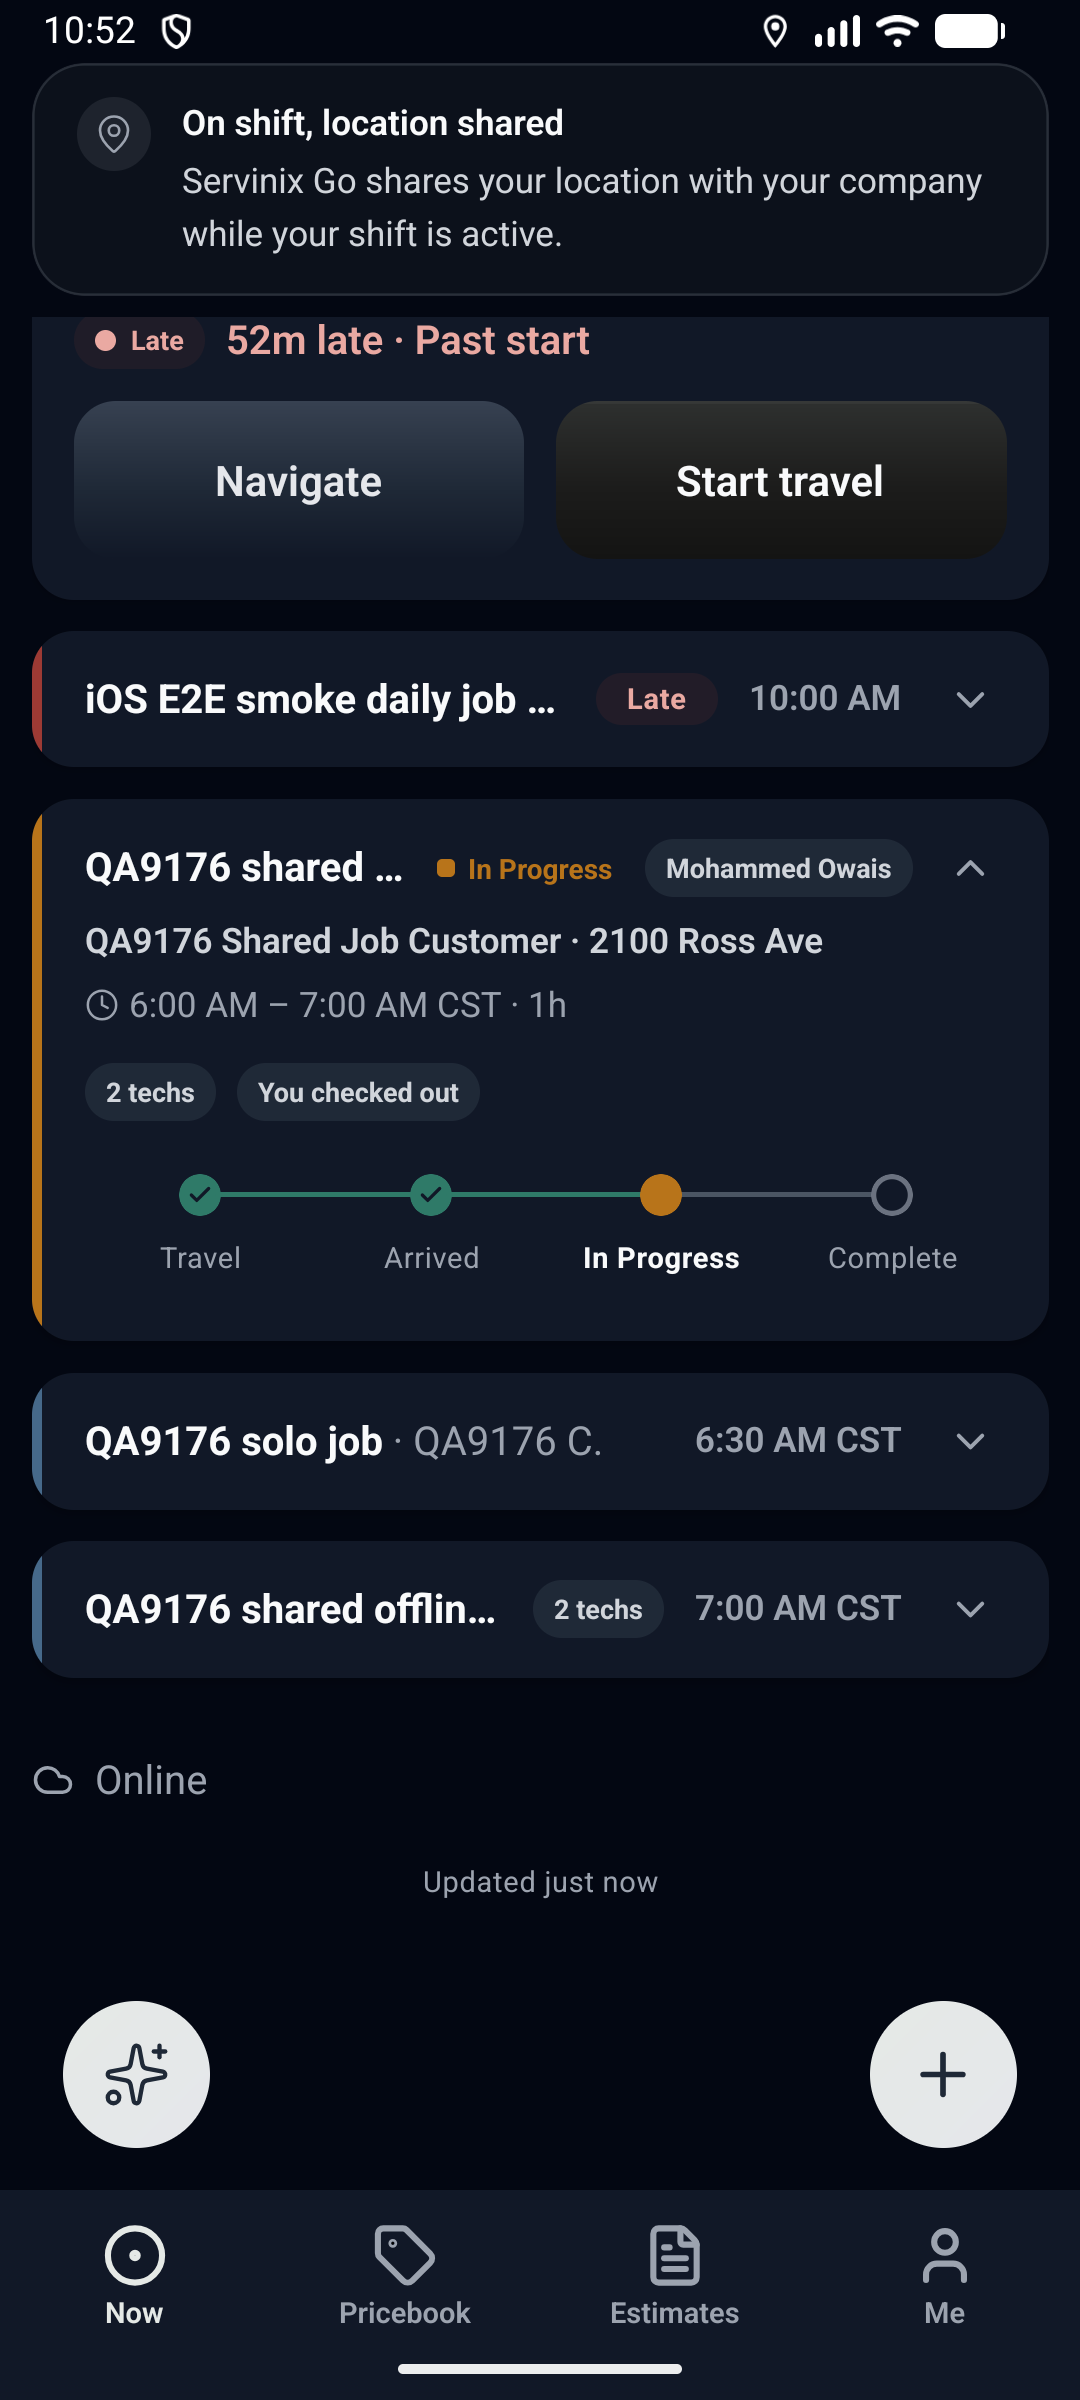 10:52
On shift, location shared
Servinix Go shares your location with your company
while your shift is active.
Late 52m late · Past start
Navigate Start travel
iOS E2E smoke daily job ... Late 10:00 AM
QA9176 shared ... In Progress Mohammed Owais
QA9176 Shared Job Customer · 2100 Ross Ave
6:00 AM – 7:00 AM CST · 1h
2 techs You checked out
Travel Arrived In Progress Complete
QA9176 solo job · QA9176 C. 6:30 AM CST
QA9176 shared offlin... 2 techs 7:00 AM CST
Online
Updated just now
Now Pricebook Estimates Me